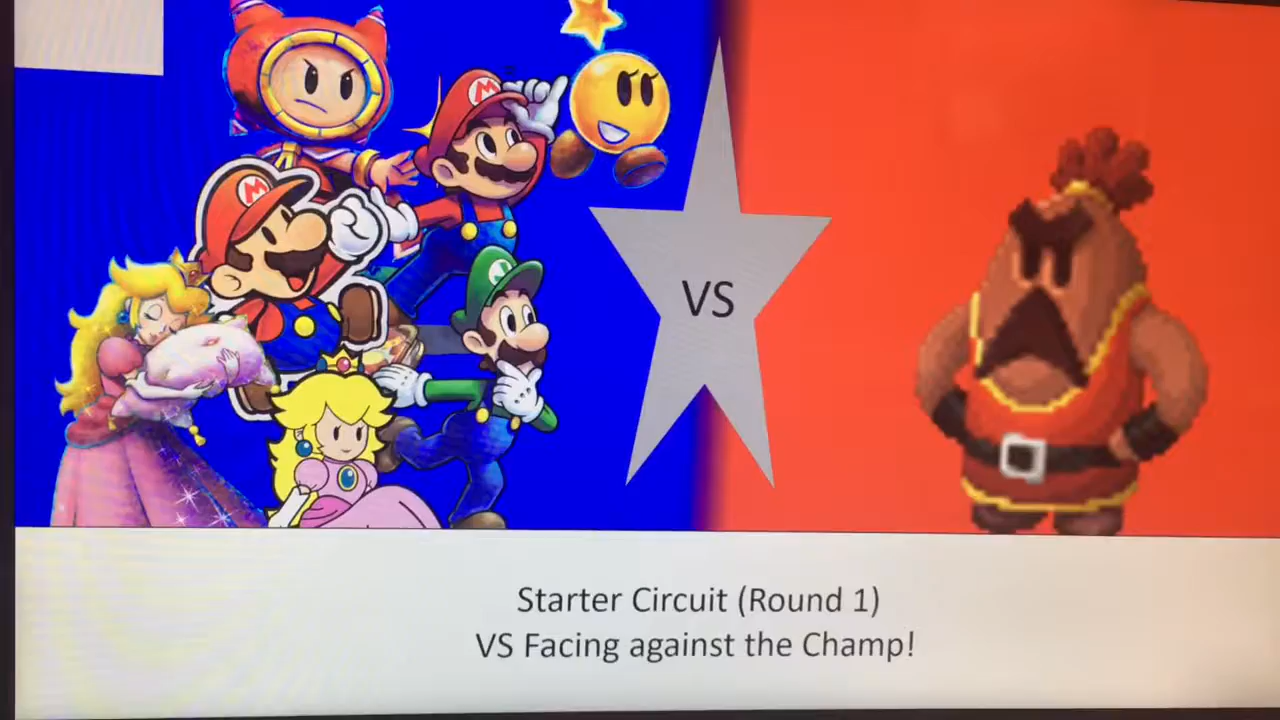 VS
Starter Circuit (Round 1)
VS Facing against the Champ!